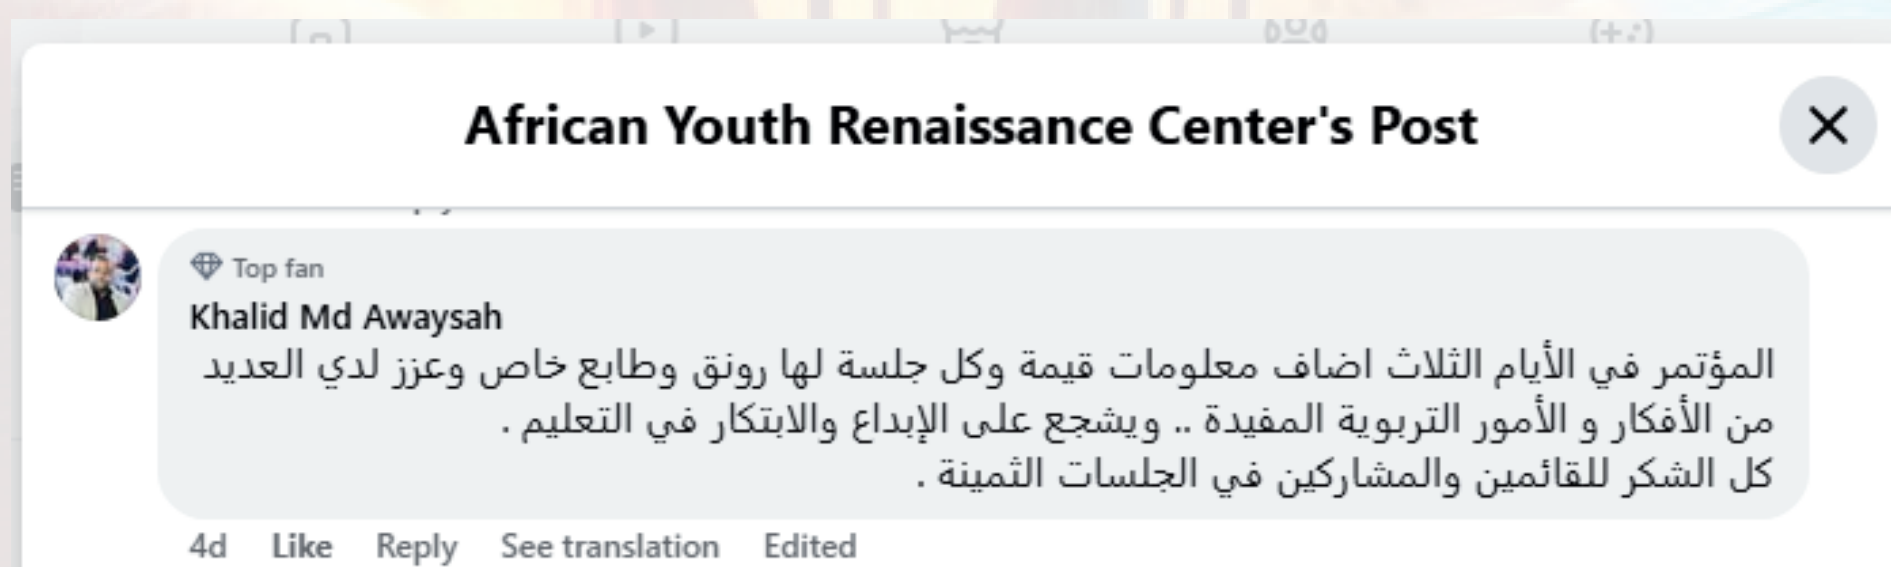 African Youth Renaissance Center's Post
Top fan
Khalid Md Awaysah
المؤتمر في الأيام الثلاث اضاف معلومات قيمة وكل جلسة لها رونق وطابع خاص وعزز لدي العديد
من الأفكار و الأمور التربوية المفيدة .. ويشجع على الإبداع والابتكار في التعليم .
كل الشكر للقائمين والمشاركين في الجلسات الثمينة .
4d Like Reply See translation Edited